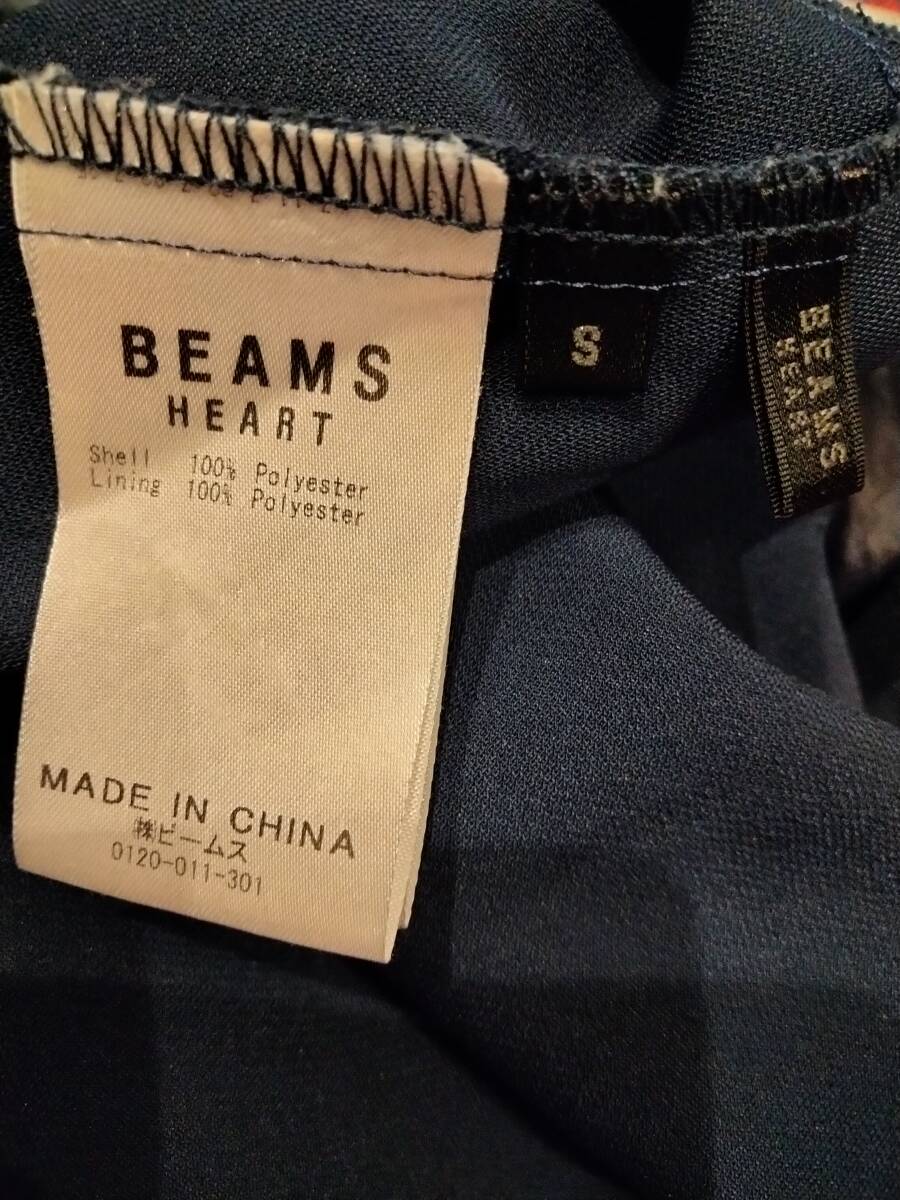 BEAMS
HEART
Shell 100% Polyester
Lining 100% Polyester
MADE IN CHINA
㈱ビームス
0120-011-301
S
BEAMS
HEART